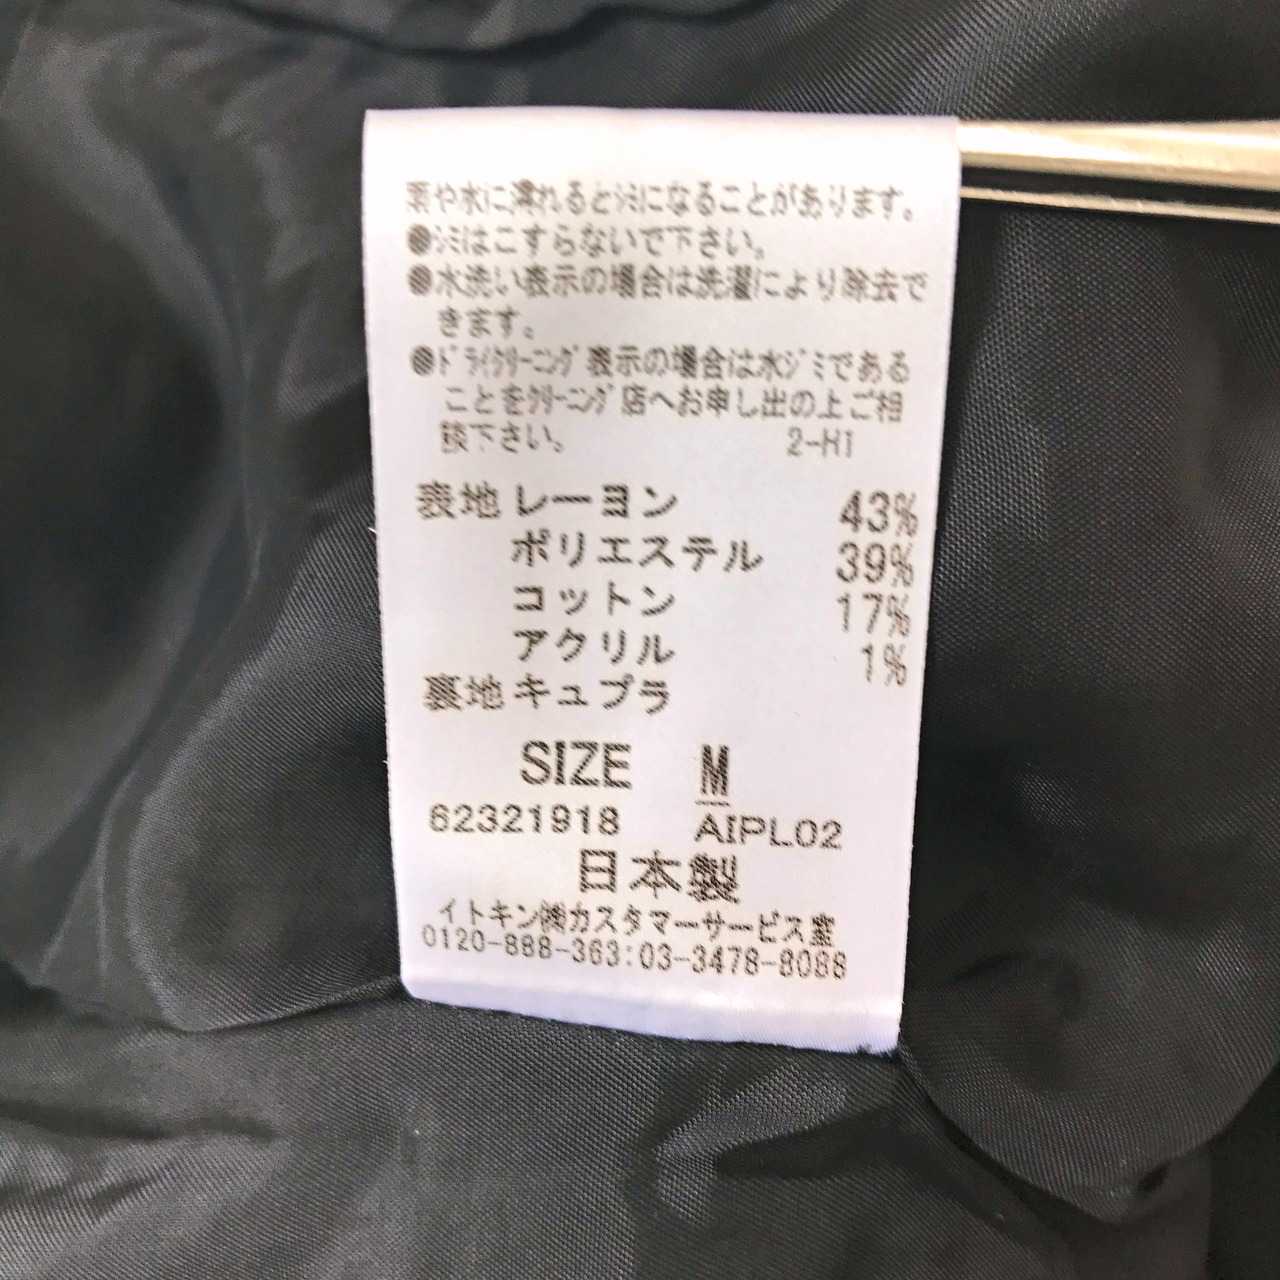 雨や水に濡れるとｼﾐになることがあります。
●ｼﾐはこすらないで下さい。
●水洗い表示の場合は洗濯により除去で
きます。
●ﾄﾞﾗｲｸﾘｰﾆﾝｸﾞ表示の場合は水ｼﾞﾐである
ことをｸﾘｰﾆﾝｸﾞ店へお申し出の上ご相
談下さい。 2-H1
表地 レーヨン 43%
ポリエステル 39%
コットン 17%
アクリル 1%
裏地 キュプラ
SIZE M
62321918 AIPL02
日本製
イトキン㈱カスタマーサービス室
0120-888-363:03-3478-8088